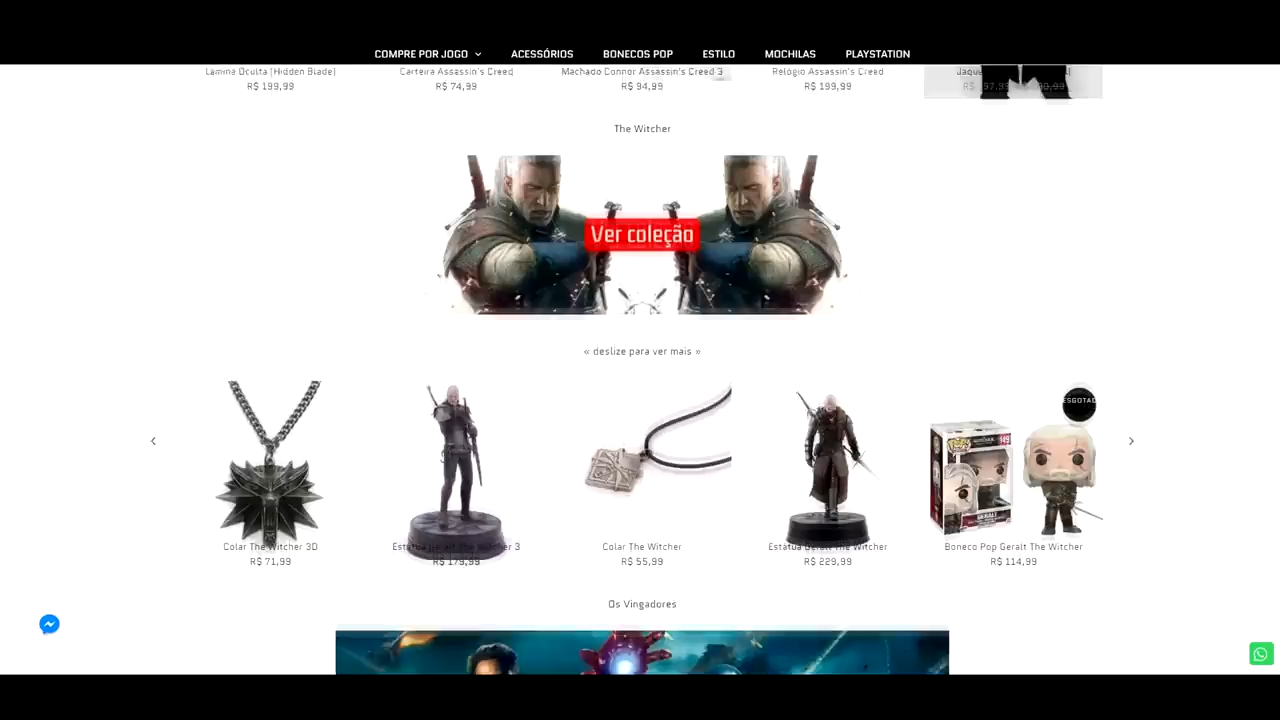 COMPRE POR JOGO ACESSÓRIOS BONECOS POP ESTILO MOCHILAS PLAYSTATION
Lâmina Oculta (Hidden Blade) Carteira Assassin's Creed Machado Connor Assassin's Creed 3 Relógio Assassin's Creed
R$ 199,99 R$ 74,99 R$ 94,99 R$ 199,99
The Witcher
Ver coleção
« deslize para ver mais »
ESGOTAD
Colar The Witcher 3D Estátua Geralt The Witcher 3 Colar The Witcher Estátua Geralt The Witcher Boneco Pop Geralt The Witcher
R$ 71,99 R$ 179,99 R$ 55,99 R$ 229,99 R$ 114,99
Os Vingadores